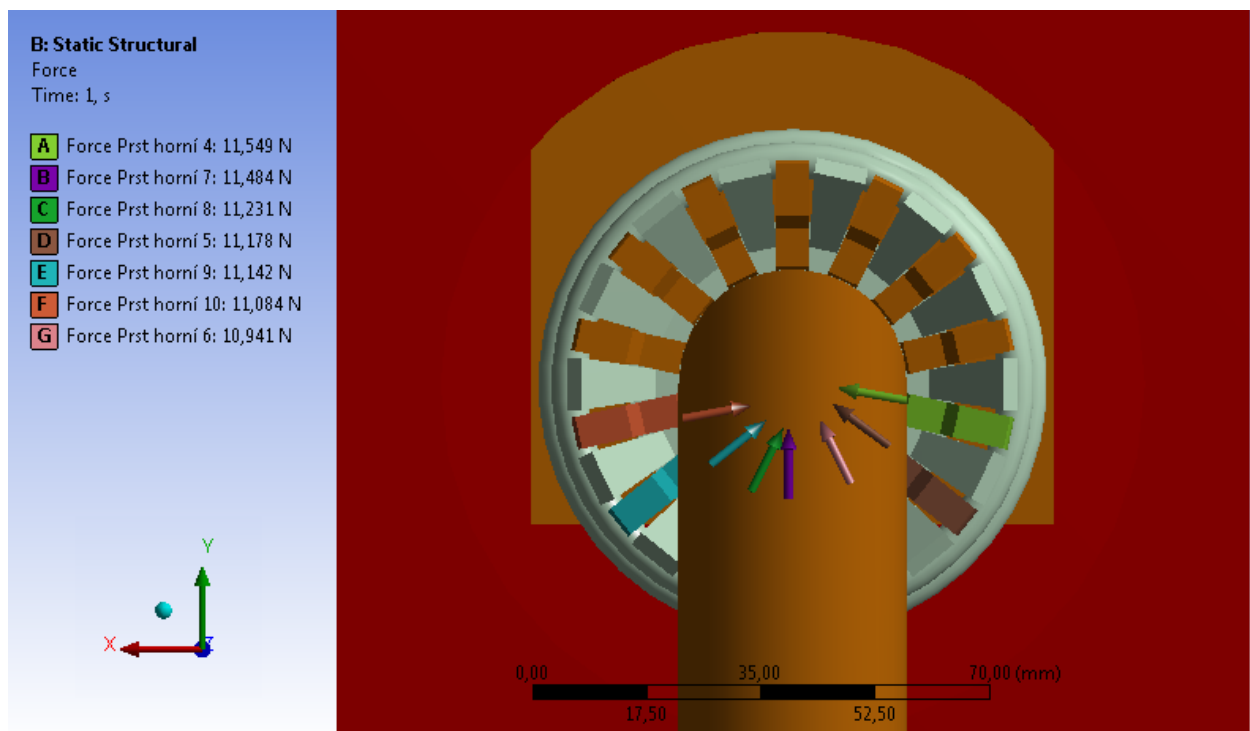 B: Static Structural
Force
Time: 1, s
A Force Prst horní 4: 11,549 N
B Force Prst horní 7: 11,484 N
C Force Prst horní 8: 11,231 N
D Force Prst horní 5: 11,178 N
E Force Prst horní 9: 11,142 N
F Force Prst horní 10: 11,084 N
G Force Prst horní 6: 10,941 N
Y
X
0,00 35,00 70,00 (mm)
17,50 52,50